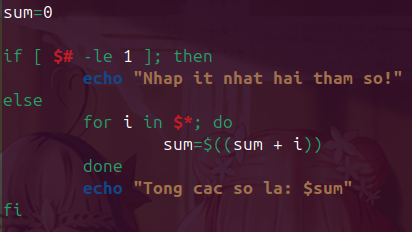 sum=0
if [ $# -le 1 ]; then
echo "Nhap it nhat hai tham so!"
else
for i in $*; do
sum=$((sum + i))
done
echo "Tong cac so la: $sum"
fi